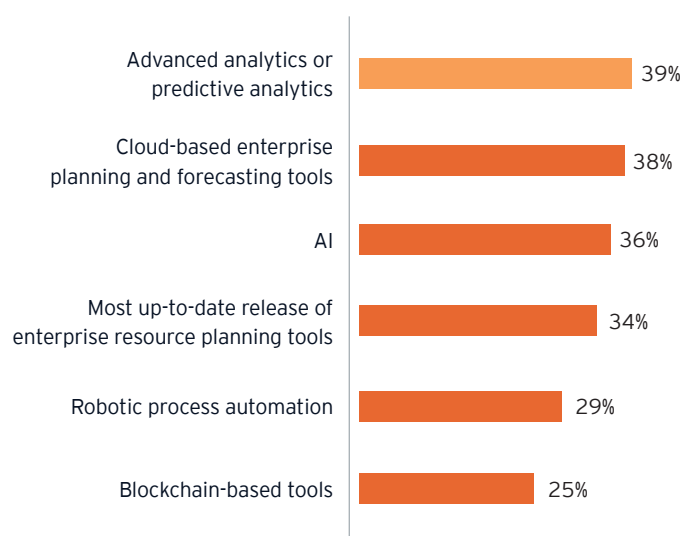 Advanced analytics or
predictive analytics
39%
Cloud-based enterprise
planning and forecasting tools
38%
AI
36%
Most up-to-date release of
enterprise resource planning tools
34%
Robotic process automation
29%
Blockchain-based tools
25%